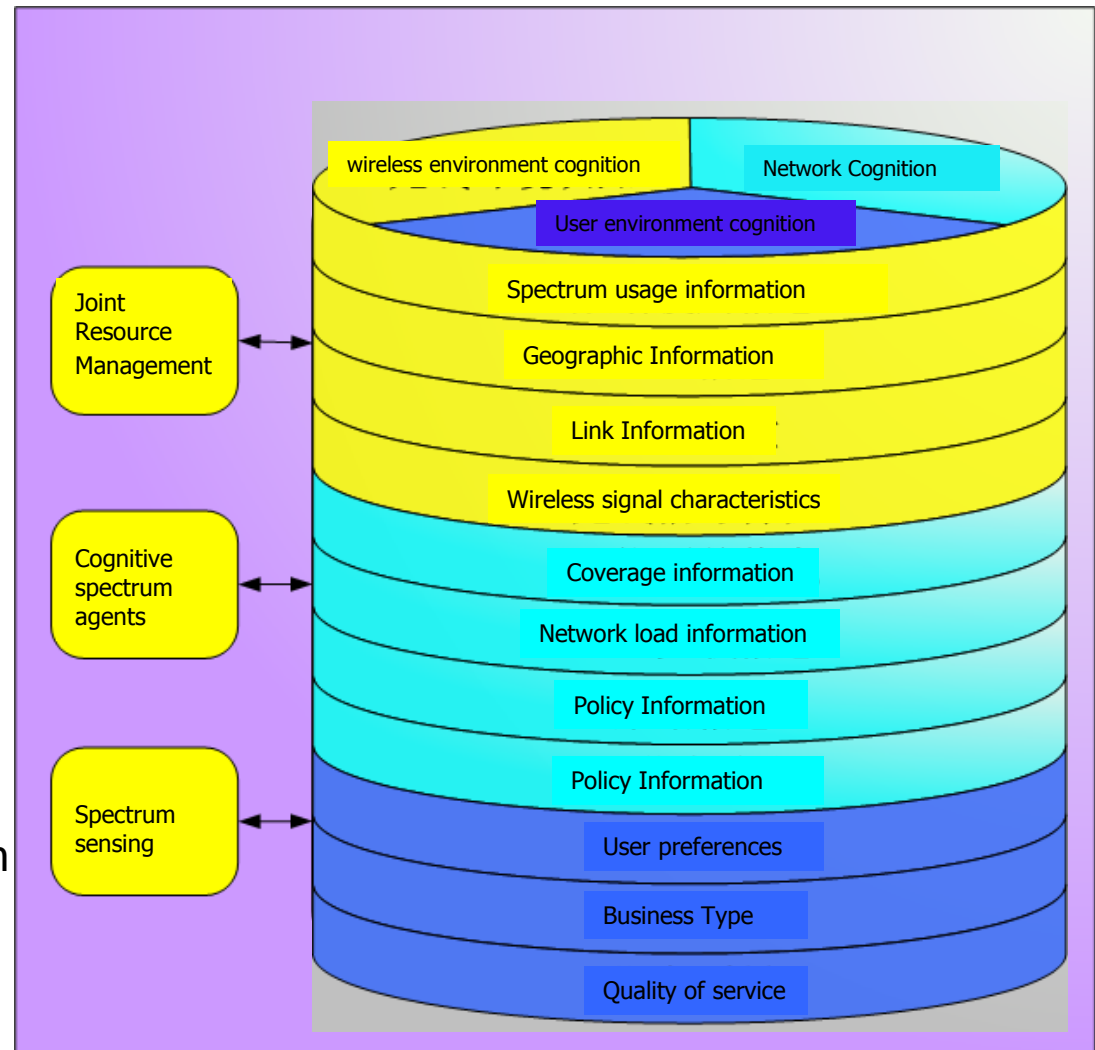 wireless environment cognition
Network Cognition
User environment cognition
Spectrum usage information
Geographic Information
Link Information
Wireless signal characteristics
Coverage information
Network load information
Policy Information
Policy Information
User preferences
Business Type
Quality of service
Joint
Resource
Management
Cognitive
spectrum
agents
Spectrum
sensing
n